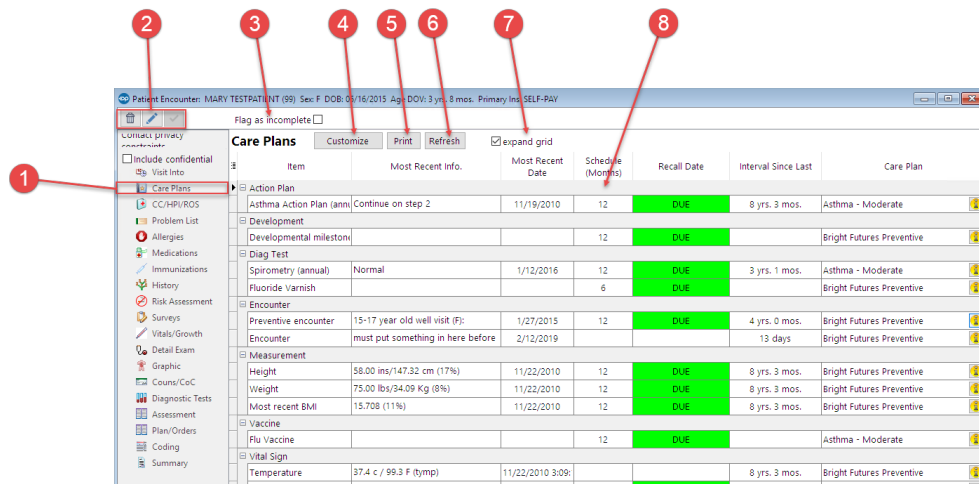 2 3 4 5 6 7 8
Patient Encounter: MARY TESTPATIENT (99) Sex: F DOB: 05/16/2015 Age DOV: 3 yr. 8 mos. Primary Ins: SELF-PAY
Flag as incomplete
Contact privacy
constraints
Care Plans Customize Print Refresh expand grid
Include confidential
Item Most Recent Info. Most Recent Date Schedule (Months) Recall Date Interval Since Last Care Plan
1
Visit Info
Care Plans
CC/HPI/ROS
Problem List
Allergies
Medications
Immunizations
History
Risk Assessment
Surveys
Vitals/Growth
Detail Exam
Graphic
Couns/CoC
Diagnostic Tests
Assessment
Plan/Orders
Coding
Summary
Action Plan
Asthma Action Plan (ann Continue on step 2 11/19/2010 12 DUE 8 yrs. 3 mos. Asthma - Moderate
Development
Developmental mileston 12 DUE Bright Futures Preventive
Diag Test
Spirometry (annual) Normal 1/12/2016 12 DUE 3 yrs. 1 mos. Asthma - Moderate
Fluoride Varnish 6 DUE Bright Futures Preventive
Encounter
Preventive encounter 15-17 year old well visit (F): 1/27/2015 12 DUE 4 yrs. 0 mos. Bright Futures Preventive
Encounter must put something in here before 2/12/2019 13 days Bright Futures Preventive
Measurement
Height 58.00 ins/147.32 cm (17%) 11/22/2010 12 DUE 8 yrs. 3 mos. Bright Futures Preventive
Weight 75.00 lbs/34.09 Kg (8%) 11/22/2010 12 DUE 8 yrs. 3 mos. Bright Futures Preventive
Most recent BMI 15.708 (11%) 11/22/2010 12 DUE 8 yrs. 3 mos. Bright Futures Preventive
Vaccine
Flu Vaccine 12 DUE Asthma - Moderate
Vital Sign
Temperature 37.4 c / 99.3 F (tymp) 11/22/2010 3:09: 8 yrs. 3 mos. Bright Futures Preventive